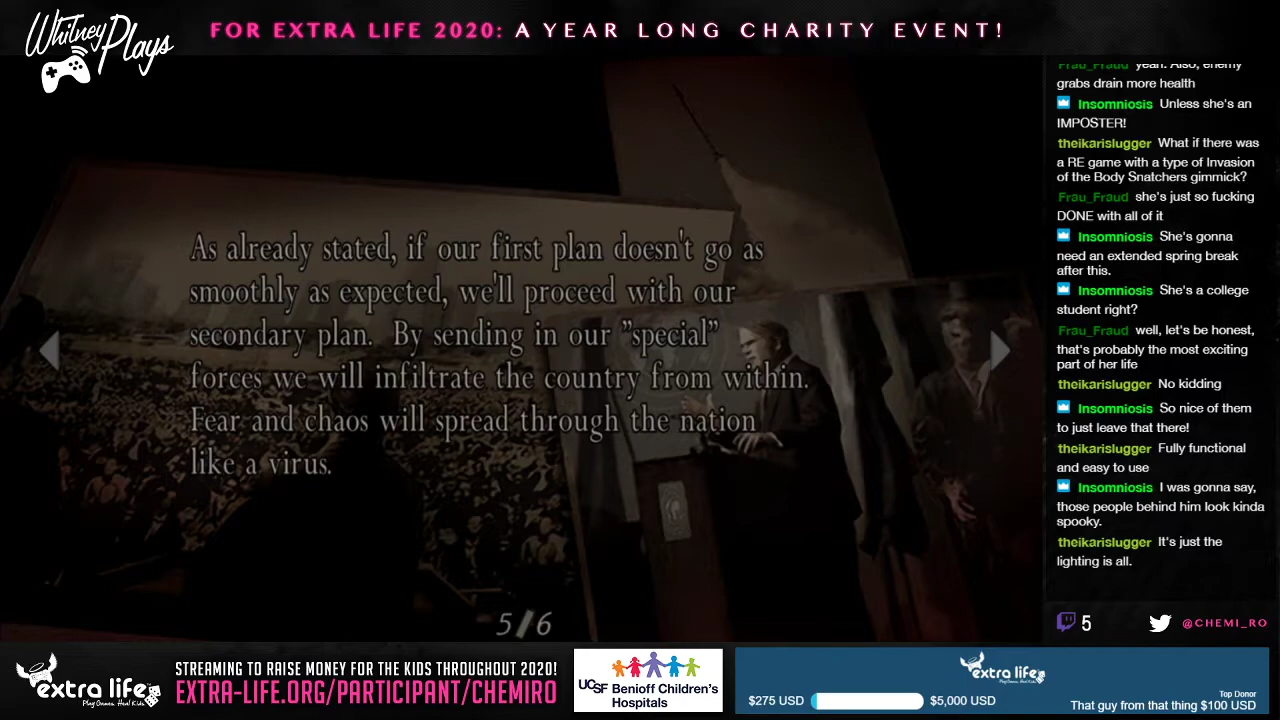 Whitney Plays
FOR EXTRA LIFE 2020: A YEAR LONG CHARITY EVENT!
As already stated, if our first plan doesn't go as
smoothly as expected, we'll proceed with our
secondary plan. By sending in our "special"
forces we will infiltrate the country from within.
Fear and chaos will spread through the nation
like a virus.
5/6
Frau_Fraud yeah. Also, enemy
grabs drain more health
Insomniosis Unless she's an
IMPOSTER!
theikarislugger What if there was
a RE game with a type of Invasion
of the Body Snatchers gimmick?
Frau_Fraud she's just so fucking
DONE with all of it
Insomniosis She's gonna
need an extended spring break
after this.
Insomniosis She's a college
student right?
Frau_Fraud well, let's be honest,
that's probably the most exciting
part of her life
theikarislugger No kidding
Insomniosis So nice of them
to just leave that there!
theikarislugger Fully functional
and easy to use
Insomniosis I was gonna say,
those people behind him look kinda
spooky.
theikarislugger It's just the
lighting is all.
5
@CHEMI_RO
extra life
Play Games. Heal Kids.
STREAMING TO RAISE MONEY FOR THE KIDS THROUGHOUT 2020!
EXTRA-LIFE.ORG/PARTICIPANT/CHEMIRO
UCSF Benioff Children's
Hospitals
extra life
Play Games. Heal Kids.
$275 USD
$5,000 USD
Top Donor
That guy from that thing $100 USD